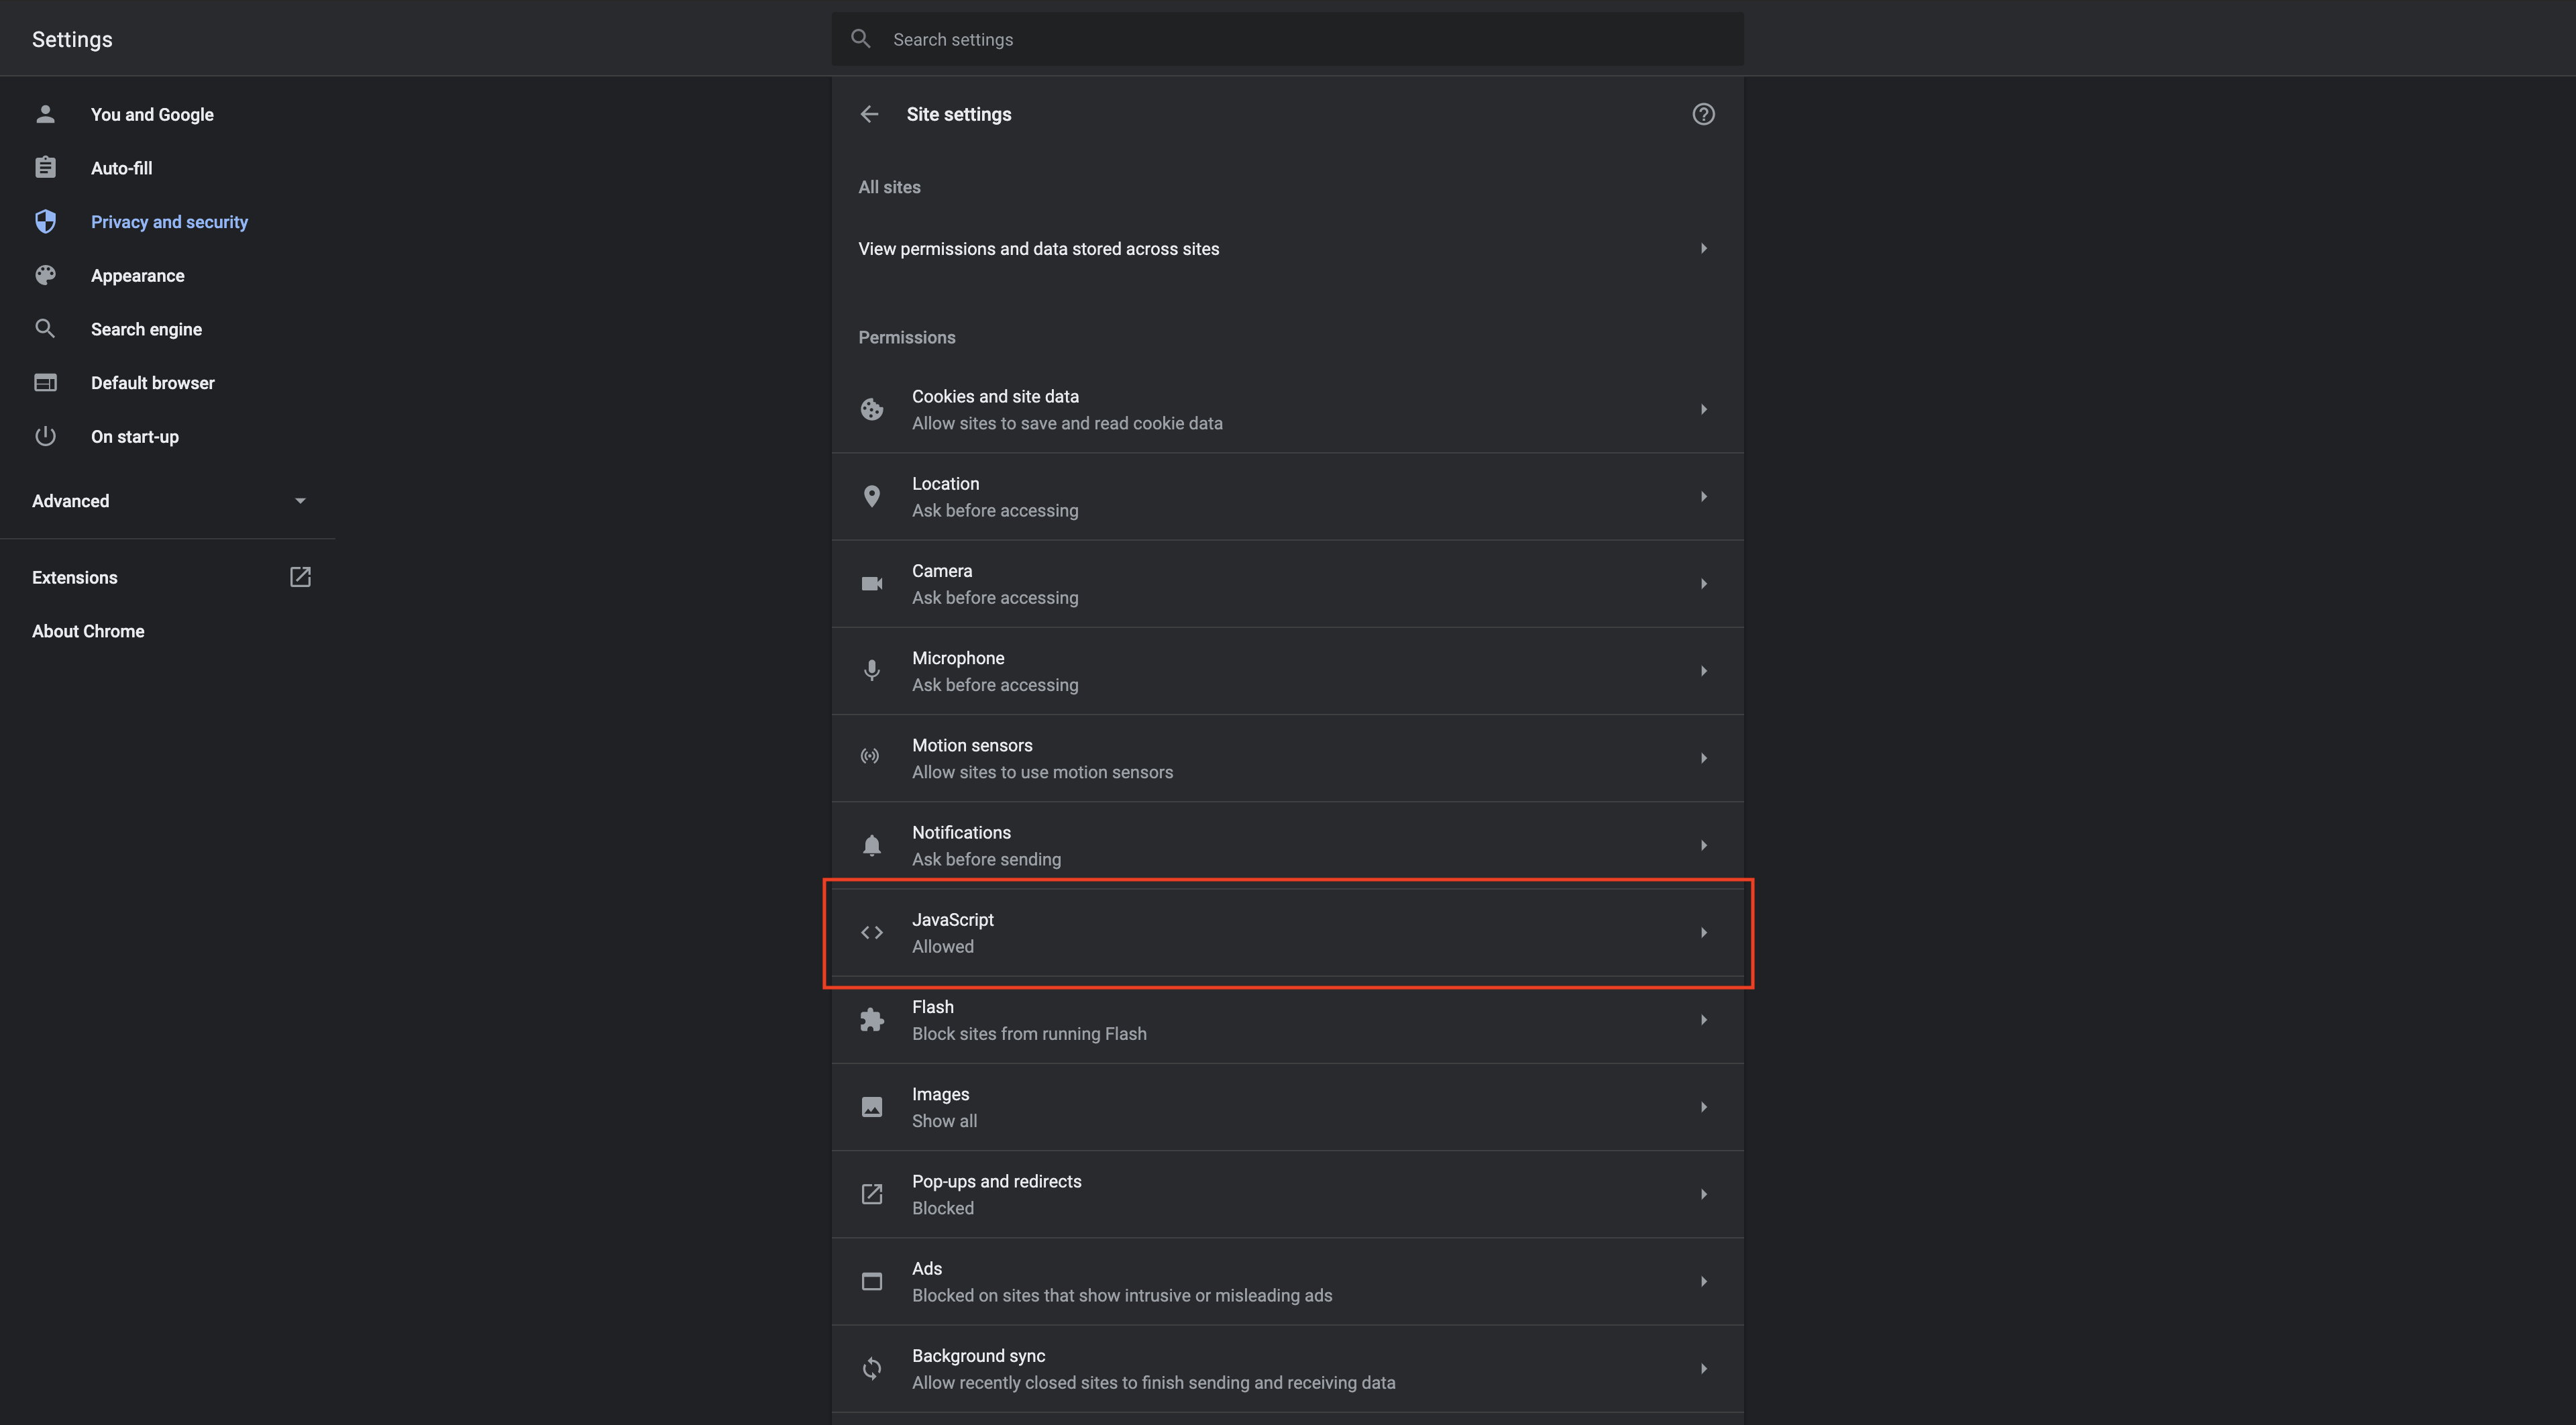 Settings
Search settings
You and Google
Auto-fill
Privacy and security
Appearance
Search engine
Default browser
On start-up
Advanced
Extensions
About Chrome
Site settings
All sites
View permissions and data stored across sites
Permissions
Cookies and site data
Allow sites to save and read cookie data
Location
Ask before accessing
Camera
Ask before accessing
Microphone
Ask before accessing
Motion sensors
Allow sites to use motion sensors
Notifications
Ask before sending
JavaScript
Allowed
Flash
Block sites from running Flash
Images
Show all
Pop-ups and redirects
Blocked
Ads
Blocked on sites that show intrusive or misleading ads
Background sync
Allow recently closed sites to finish sending and receiving data